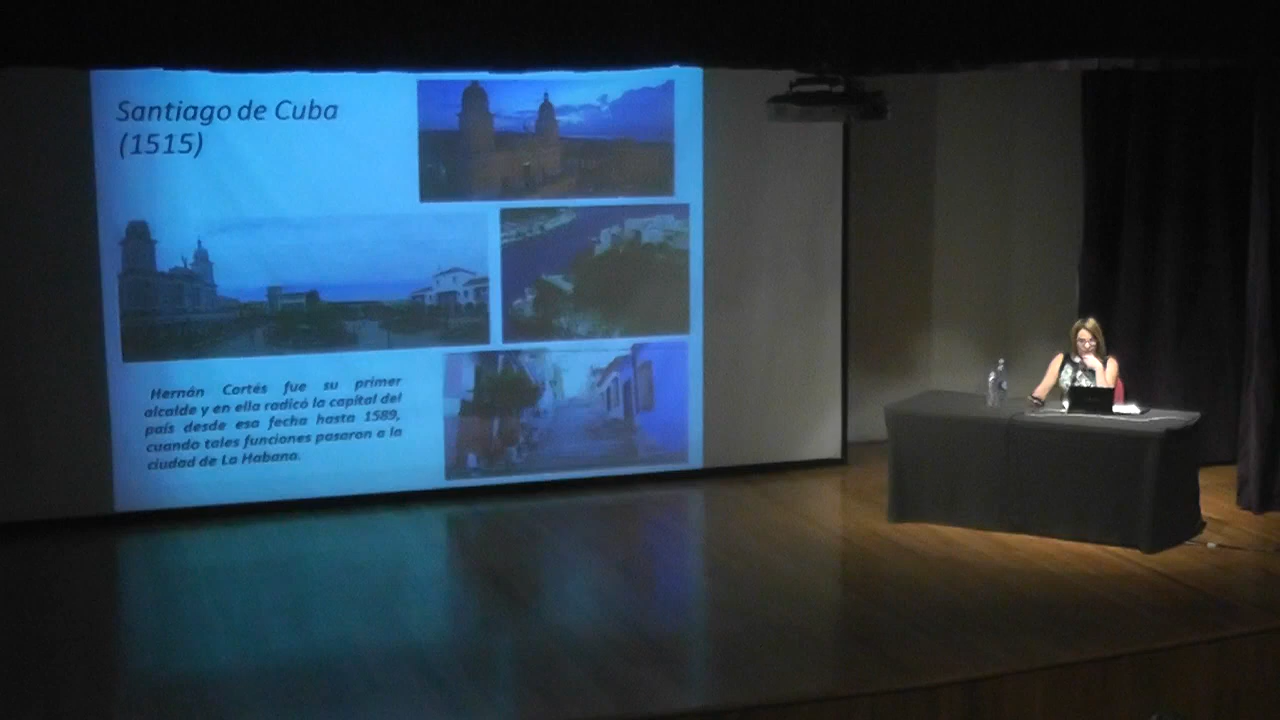 Santiago de Cuba
(1515)
Hernán Cortés fue su primer
alcalde y en ella radicó la capital del
país desde esa fecha hasta 1589,
cuando tales funciones pasaron a la
ciudad de La Habana.